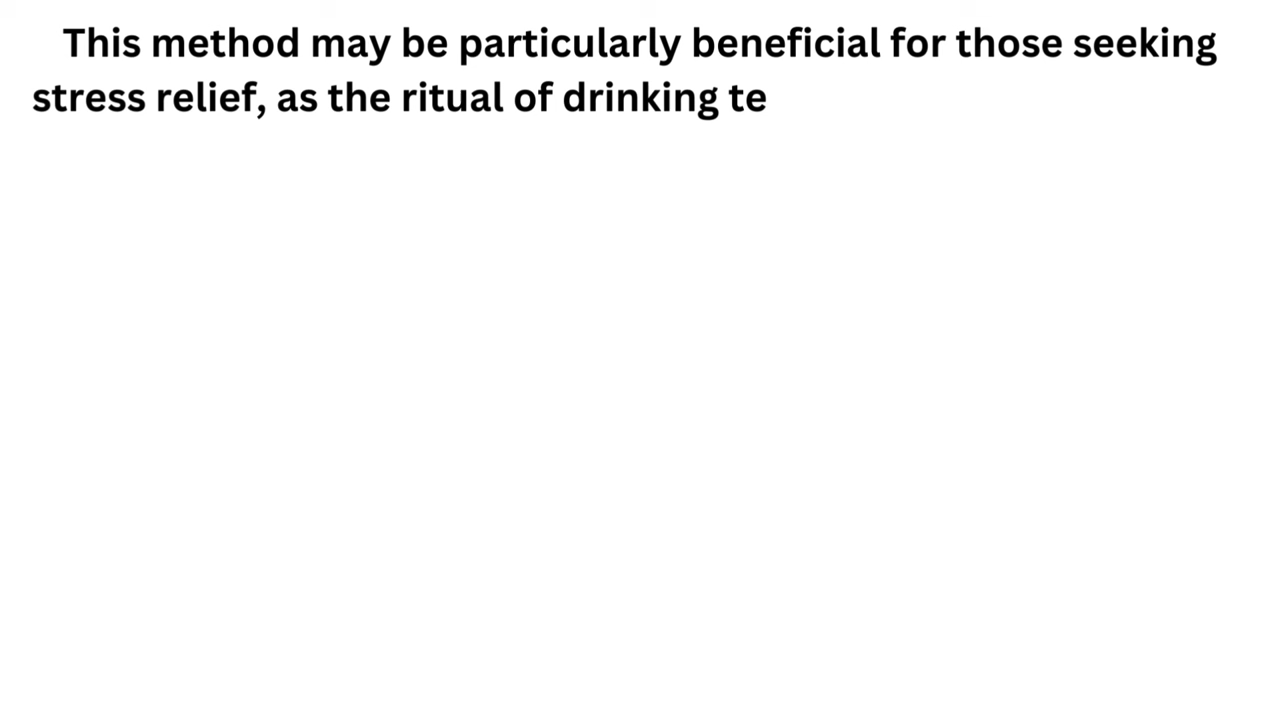 This method may be particularly beneficial for those seeking
stress relief, as the ritual of drinking te